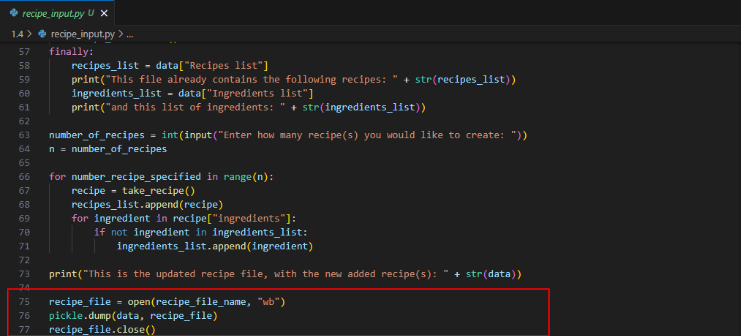 recipe_input.py U ×
1.4 > recipe_input.py > ...
57 finally:
58 recipes_list = data["Recipes list"]
59 print("This file already contains the following recipes: " + str(recipes_list))
60 ingredients_list = data["Ingredients list"]
61 print("and this list of ingredients: " + str(ingredients_list))
62
63 number_of_recipes = int(input("Enter how many recipe(s) you would like to create: "))
64 n = number_of_recipes
65
66 for number_recipe_specified in range(n):
67 recipe = take_recipe()
68 recipes_list.append(recipe)
69 for ingredient in recipe["ingredients"]:
70 if not ingredient in ingredients_list:
71 ingredients_list.append(ingredient)
72
73 print("This is the updated recipe file, with the new added recipe(s): " + str(data))
74
75 recipe_file = open(recipe_file_name, "wb")
76 pickle.dump(data, recipe_file)
77 recipe_file.close()